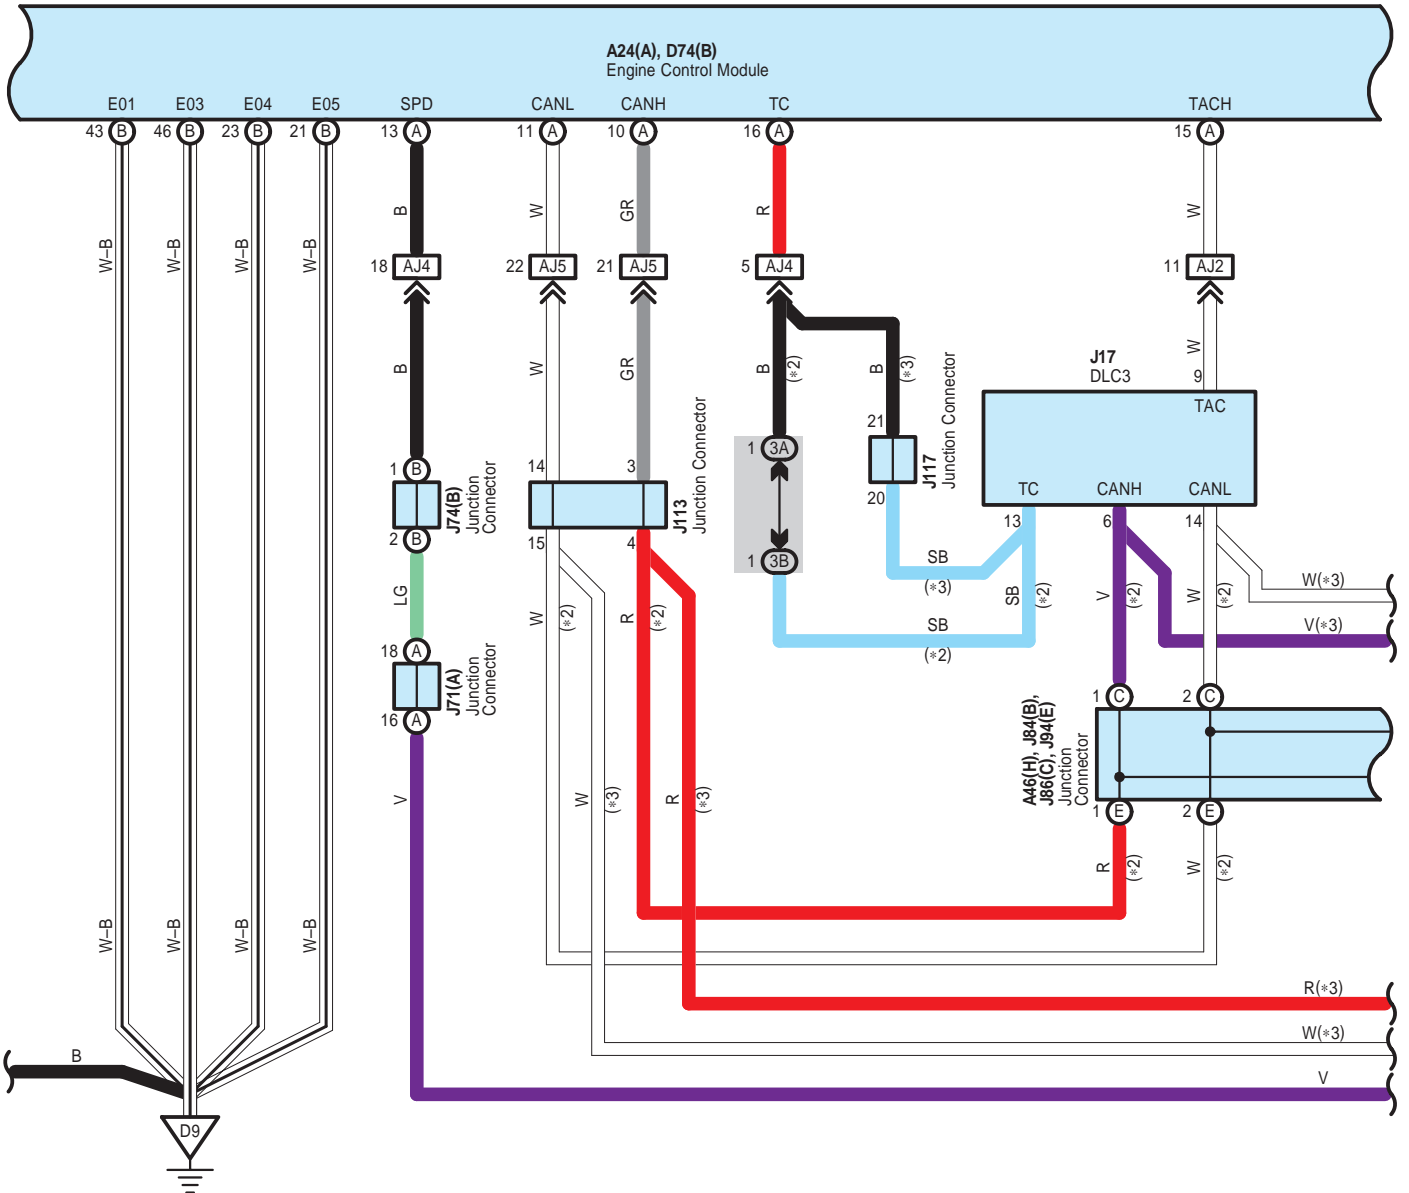 A24(A), D74(B)
Engine Control Module
E01 E03 E04 E05 SPD CANL CANH TC TACH
43 B 46 B 23 B 21 B 13 A 11 A 10 A 16 A 15 A
W–B W–B W–B W–B B W GR R W
18 AJ4 22 AJ5 21 AJ5 5 AJ4 11 AJ2
B W GR B (*2) B (*3) W
J17
DLC3
9
TAC
21
J117
Junction Connector
20
1 3A
1 3B
1 B
J74(B)
Junction
Connector
2 B
14 3
J113
Junction Connector
15 4
TC CANH CANL
13 6 14
SB
(*3)
SB
(*2)
SB (*2)
V (*2)
W (*2)
W(*3)
V(*3)
LG
W (*2)
R (*2)
18 A
J71(A)
Junction
Connector
16 A
1 C 2 C
A46(H), J84(B),
J86(C), J94(E)
Junction
Connector
1 E 2 E
V
W (*3)
R (*3)
R (*2)
W (*2)
W–B W–B W–B W–B
R(*3)
W(*3)
B
V
D9